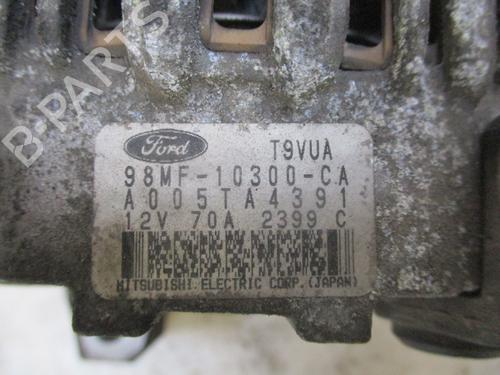 B-PARTS
Ford T9VUA
98MF-10300-CA
A005TA4391
12V 70A 2399 C
MITSUBISHI ELECTRIC CORP.(JAPAN)